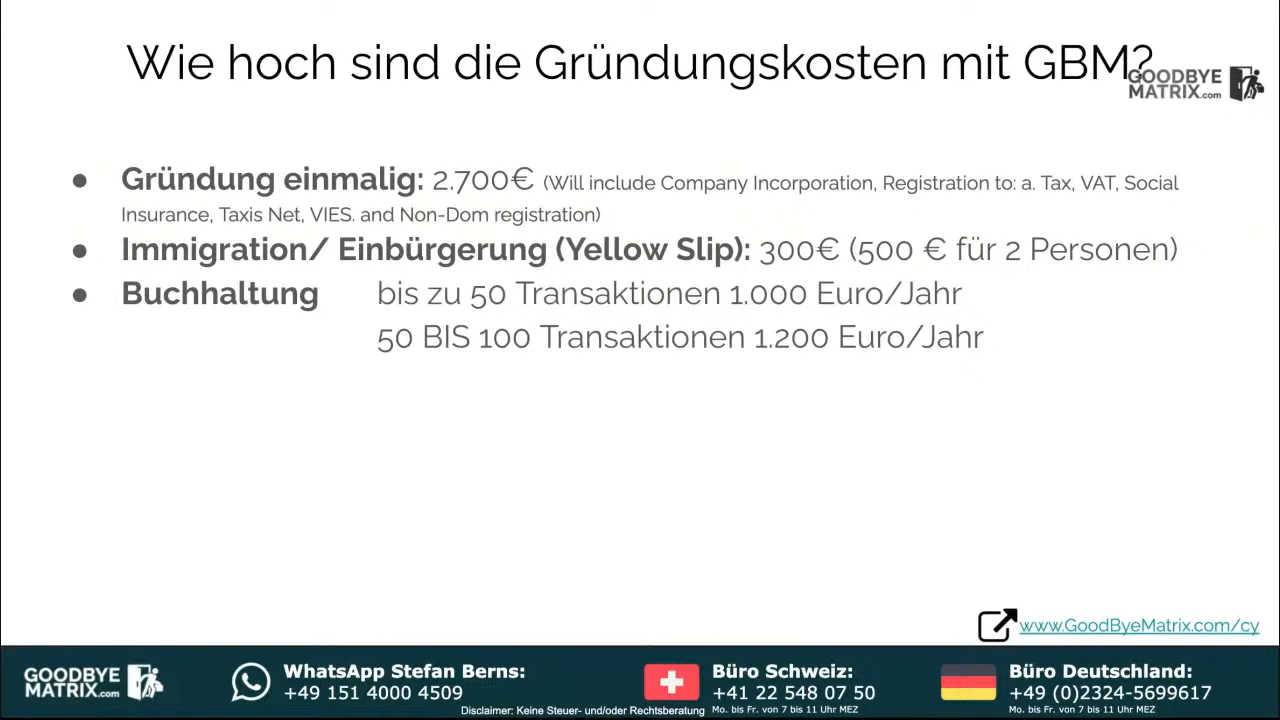 Wie hoch sind die Gründungskosten mit GBM?
GOODBYE
MATRIX.com
● Gründung einmalig: 2.700€ (Will include Company Incorporation, Registration to: a. Tax, VAT, Social
Insurance, Taxis Net, VIES. and Non-Dom registration)
● Immigration/ Einbürgerung (Yellow Slip): 300€ (500 € für 2 Personen)
● Buchhaltung bis zu 50 Transaktionen 1.000 Euro/Jahr
50 BIS 100 Transaktionen 1.200 Euro/Jahr
www.GoodByeMatrix.com/cy
GOODBYE
MATRIX.com
WhatsApp Stefan Berns:
+49 151 4000 4509
Disclaimer: Keine Steuer- und/oder Rechtsberatung
Büro Schweiz:
+41 22 548 07 50
Mo. bis Fr. von 7 bis 11 Uhr MEZ
Büro Deutschland:
+49 (0)2324-5699617
Mo. bis Fr. von 7 bis 11 Uhr MEZ